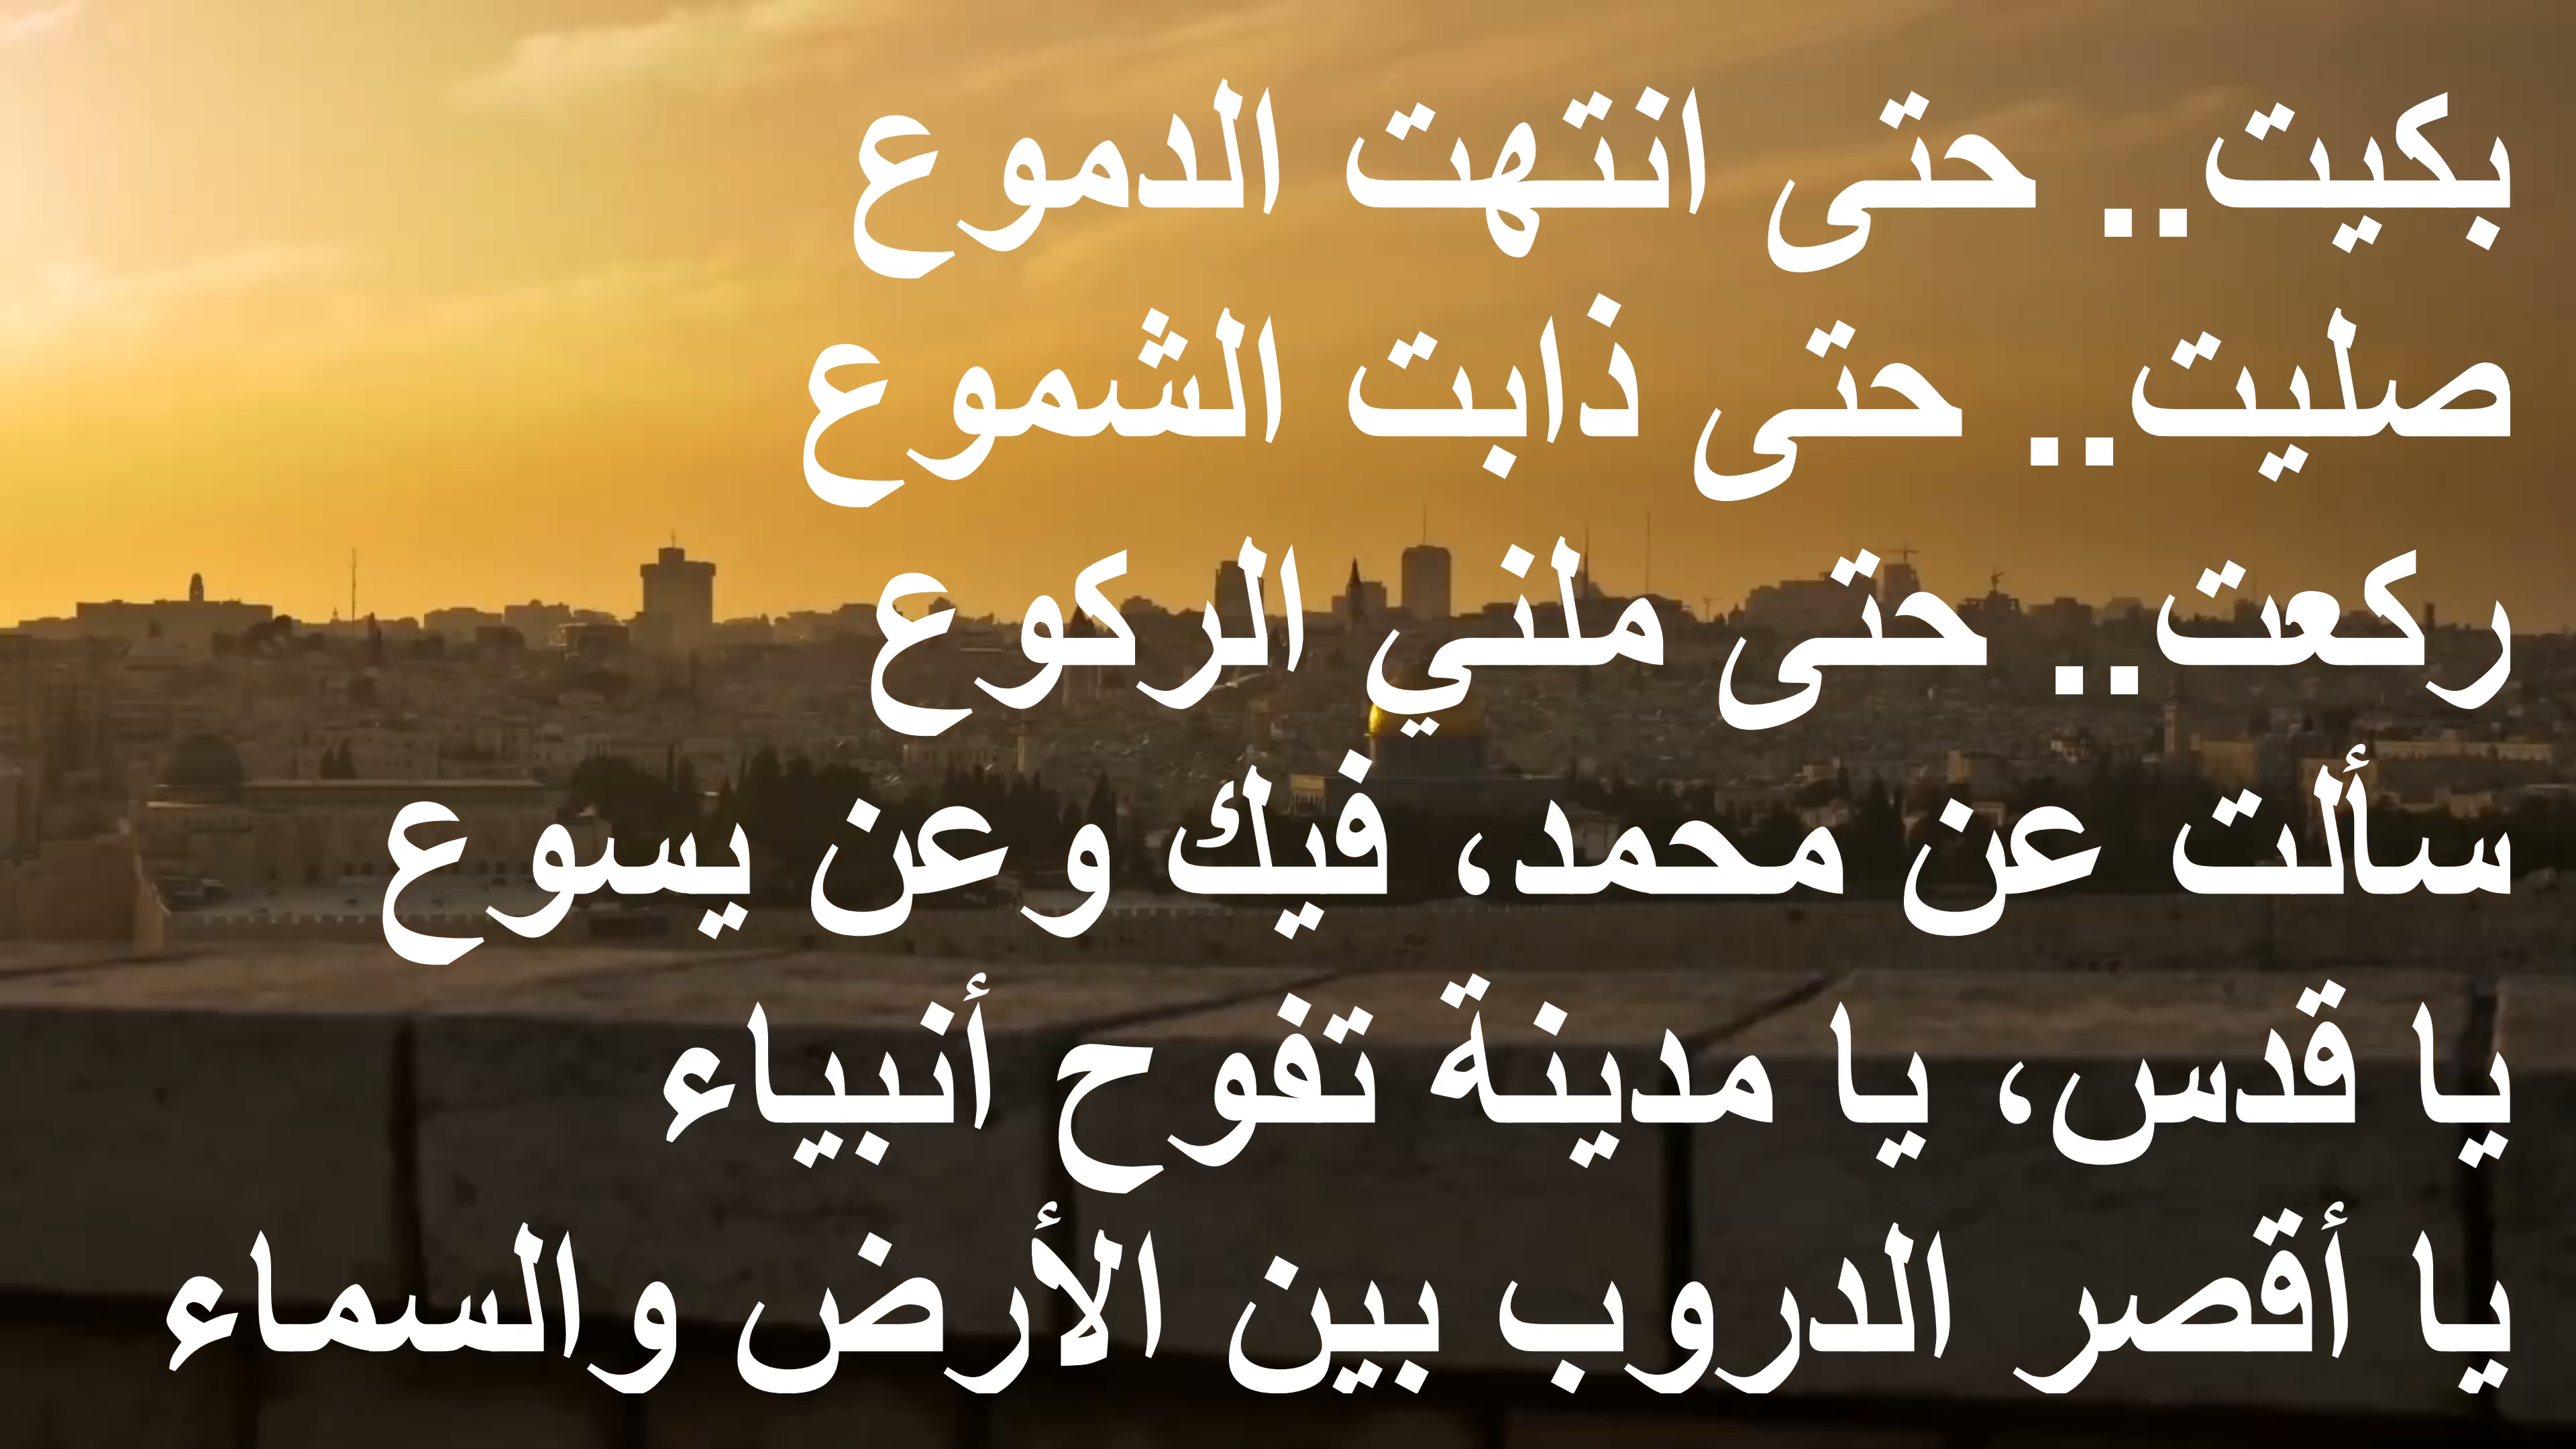 بكيت.. حتى انتهت الدموع
صليت.. حتى ذابت الشموع
ركعت.. حتى ملني الركوع
سألت عن محمد، فيك وعن يسوع
يا قدس، يا مدينة تفوح أنبياء
يا أقصر الدروب بين الأرض والسماء